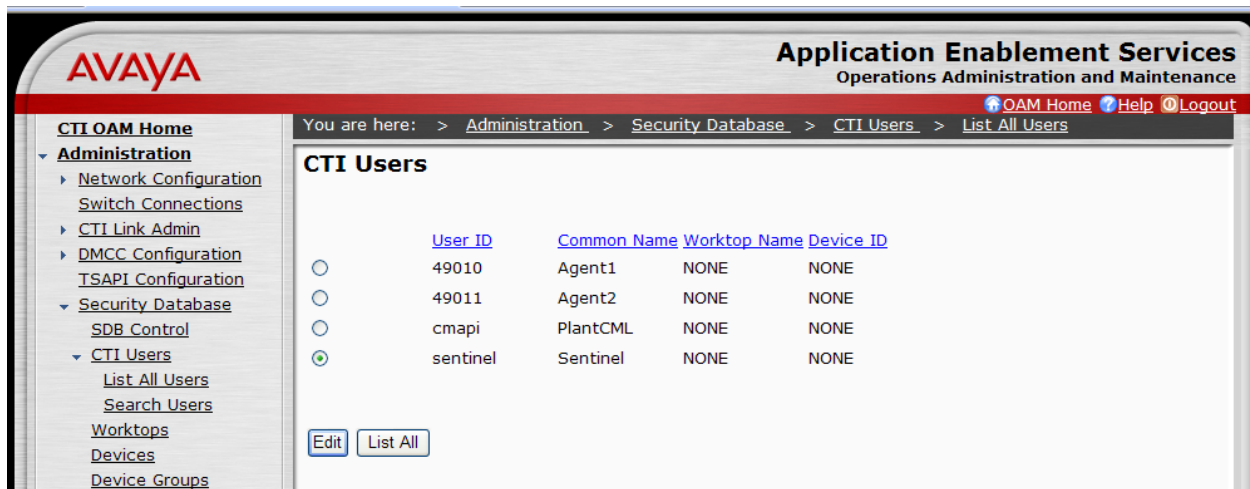 AVAYA
Application Enablement Services
Operations Administration and Maintenance
OAM Home Help Logout
CTI OAM Home
Administration
Network Configuration
Switch Connections
CTI Link Admin
DMCC Configuration
TSAPI Configuration
Security Database
SDB Control
CTI Users
List All Users
Search Users
Worktops
Devices
Device Groups
You are here: > Administration > Security Database > CTI Users > List All Users
CTI Users
User ID Common Name Worktop Name Device ID
49010 Agent1 NONE NONE
49011 Agent2 NONE NONE
cmapi PlantCML NONE NONE
sentinel Sentinel NONE NONE
Edit List All